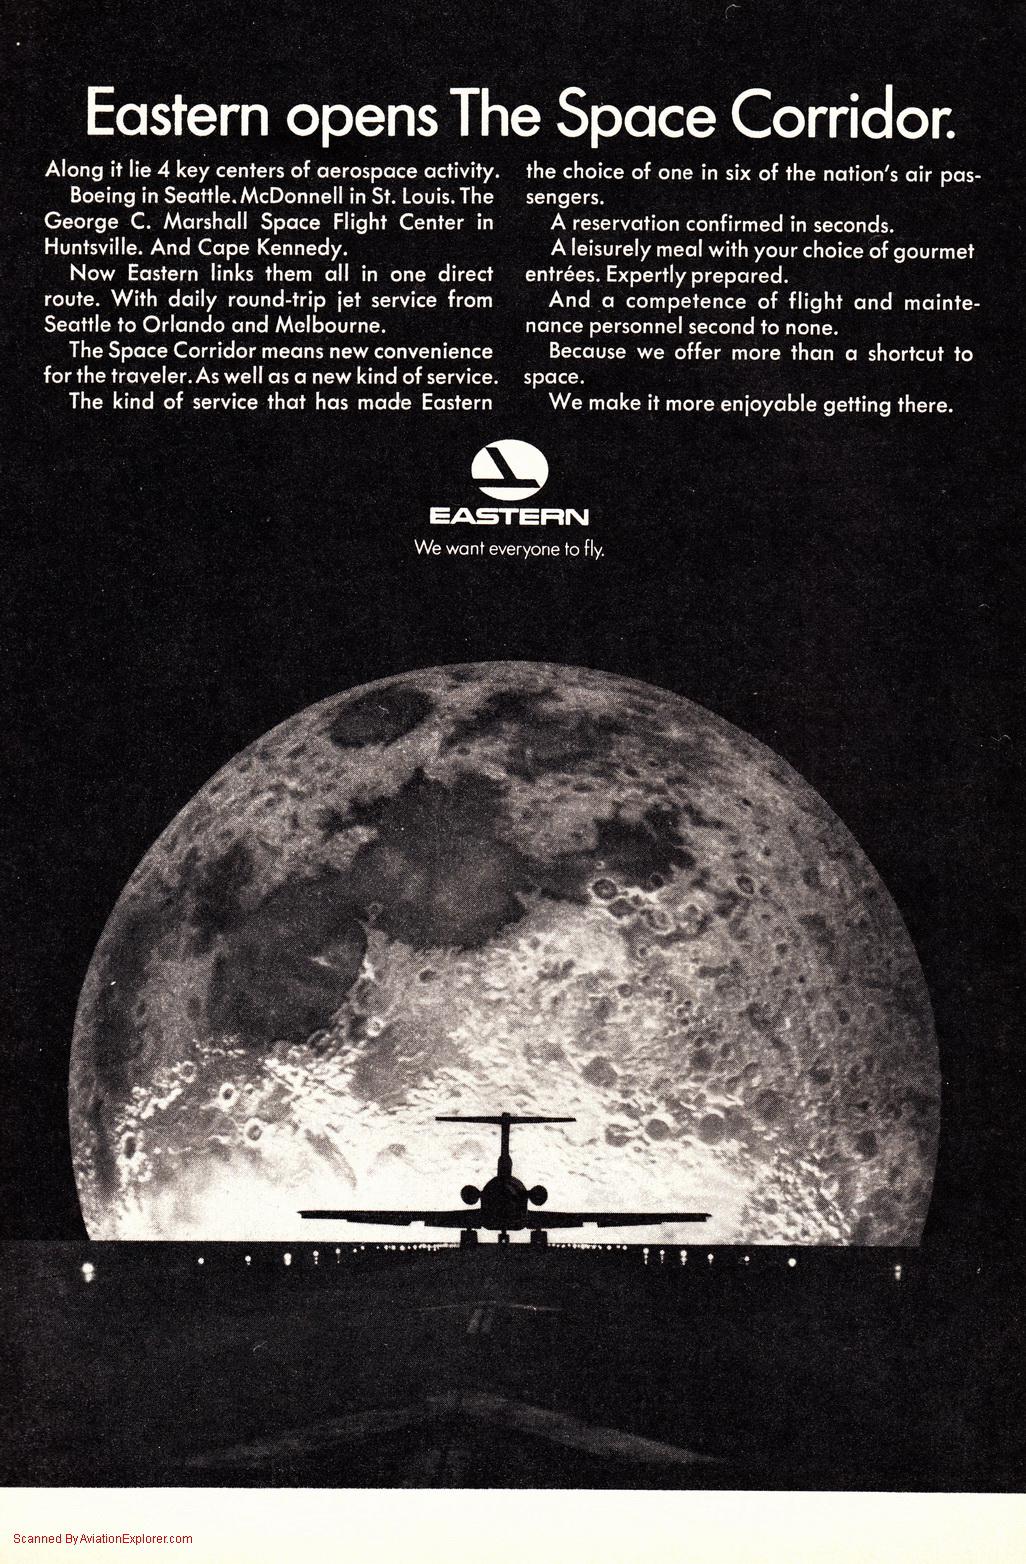 Eastern opens The Space Corridor.
Along it lie 4 key centers of aerospace activity.
Boeing in Seattle. McDonnell in St. Louis. The
George C. Marshall Space Flight Center in
Huntsville. And Cape Kennedy.
Now Eastern links them all in one direct
route. With daily round-trip jet service from
Seattle to Orlando and Melbourne.
The Space Corridor means new convenience
for the traveler. As well as a new kind of service.
The kind of service that has made Eastern
the choice of one in six of the nation's air pas-
sengers.
A reservation confirmed in seconds.
A leisurely meal with your choice of gourmet
entrées. Expertly prepared.
And a competence of flight and mainte-
nance personnel second to none.
Because we offer more than a shortcut to
space.
We make it more enjoyable getting there.
EASTERN
We want everyone to fly.
Scanned By AviationExplorer.com